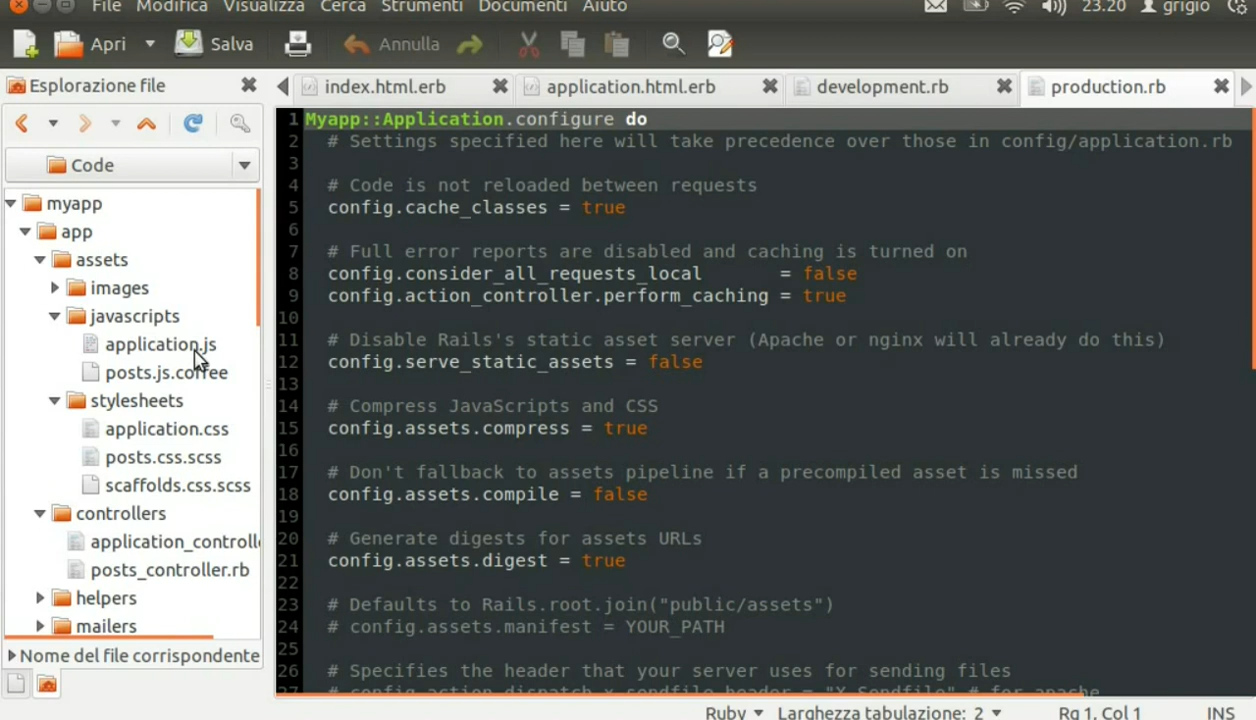 File Modifica Visualizza Cerca Strumenti Documenti Aiuto 23.20 grigio
Apri Salva Annulla
Esplorazione file
index.html.erb application.html.erb development.rb production.rb
Code
myapp
app
assets
images
javascripts
application.js
posts.js.coffee
stylesheets
application.css
posts.css.scss
scaffolds.css.scss
controllers
application_controlle
posts_controller.rb
helpers
mailers
Nome del file corrispondente
1 Myapp::Application.configure do
2 # Settings specified here will take precedence over those in config/application.rb
3
4 # Code is not reloaded between requests
5 config.cache_classes = true
6
7 # Full error reports are disabled and caching is turned on
8 config.consider_all_requests_local       = false
9 config.action_controller.perform_caching = true
10
11 # Disable Rails's static asset server (Apache or nginx will already do this)
12 config.serve_static_assets = false
13
14 # Compress JavaScripts and CSS
15 config.assets.compress = true
16
17 # Don't fallback to assets pipeline if a precompiled asset is missed
18 config.assets.compile = false
19
20 # Generate digests for assets URLs
21 config.assets.digest = true
22
23 # Defaults to Rails.root.join("public/assets")
24 # config.assets.manifest = YOUR_PATH
25
26 # Specifies the header that your server uses for sending files
27 # config.action_dispatch.x_sendfile_header = "X-Sendfile" # for apache
Ruby Larghezza tabulazione: 2 Rg 1, Col 1 INS